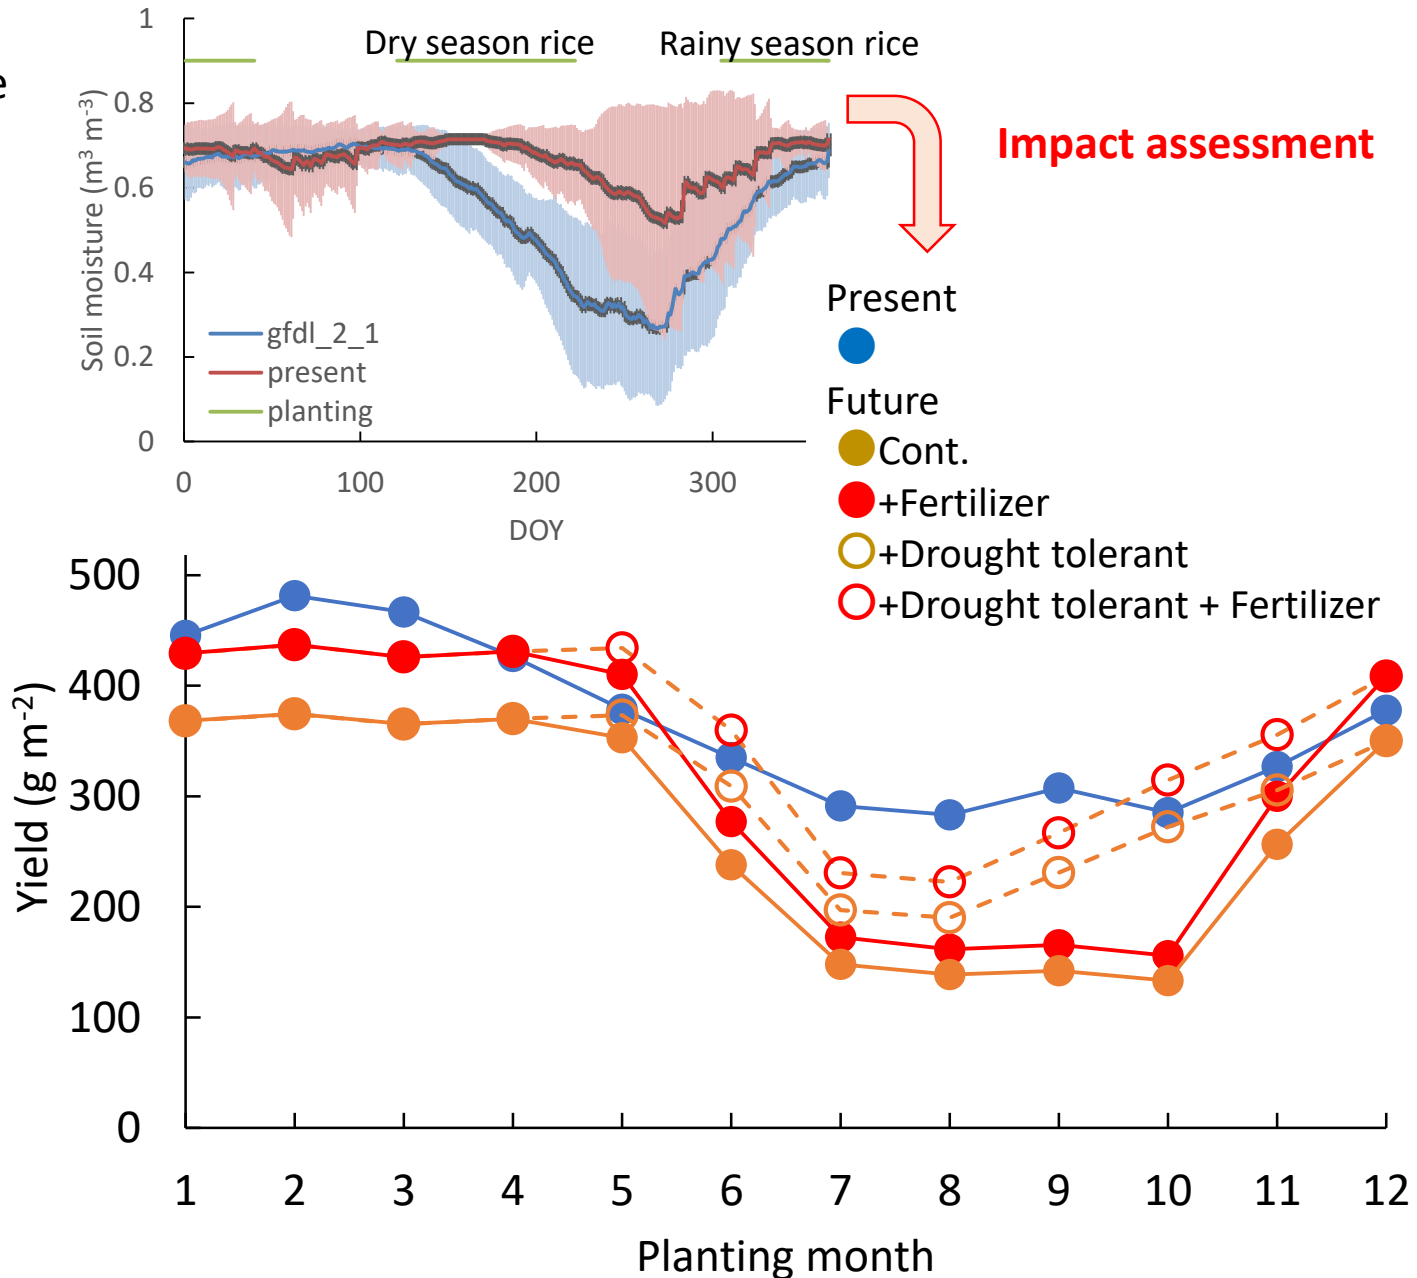 e
1
Dry season rice
Rainy season rice
0.8
0.6
0.4
0.2
0
Soil moisture (m³ m⁻³)
gfdl_2_1
present
planting
0
100
200
300
DOY
Impact assessment
Present
Future
Cont.
+Fertilizer
+Drought tolerant
+Drought tolerant + Fertilizer
500
400
300
200
100
0
Yield (g m⁻²)
1 2 3 4 5 6 7 8 9 10 11 12
Planting month